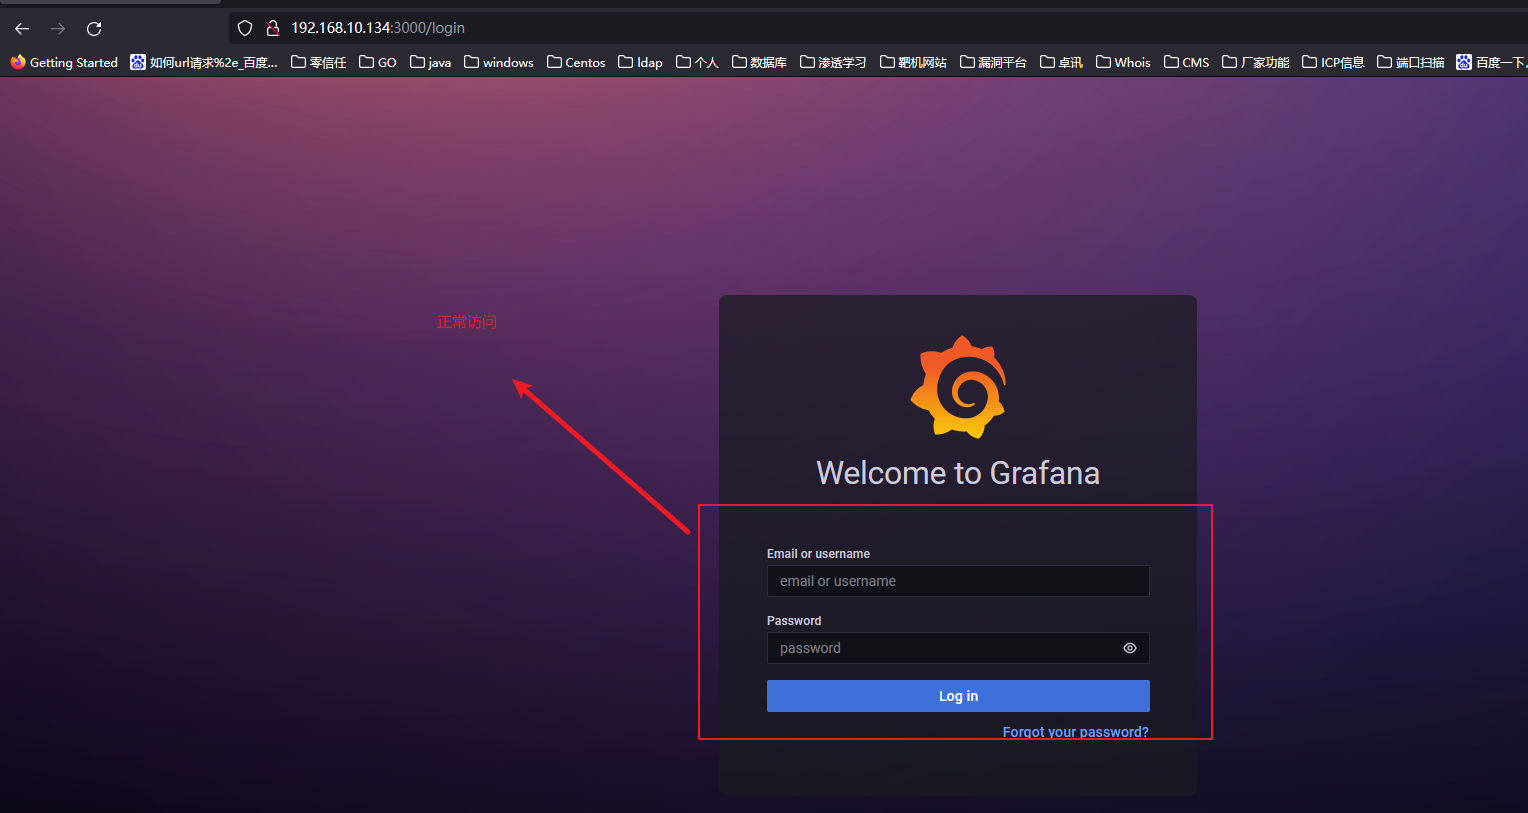 192.168.10.134:3000/login
Getting Started 如何url请求%2e_百度... 零信任 GO java windows Centos ldap 个人 数据库 渗透学习 靶机网站 漏洞平台 卓讯 Whois CMS 厂家功能 ICP信息 端口扫描 百度一下,
正常访问
Welcome to Grafana
Email or username
email or username
Password
password
Log in
Forgot your password?